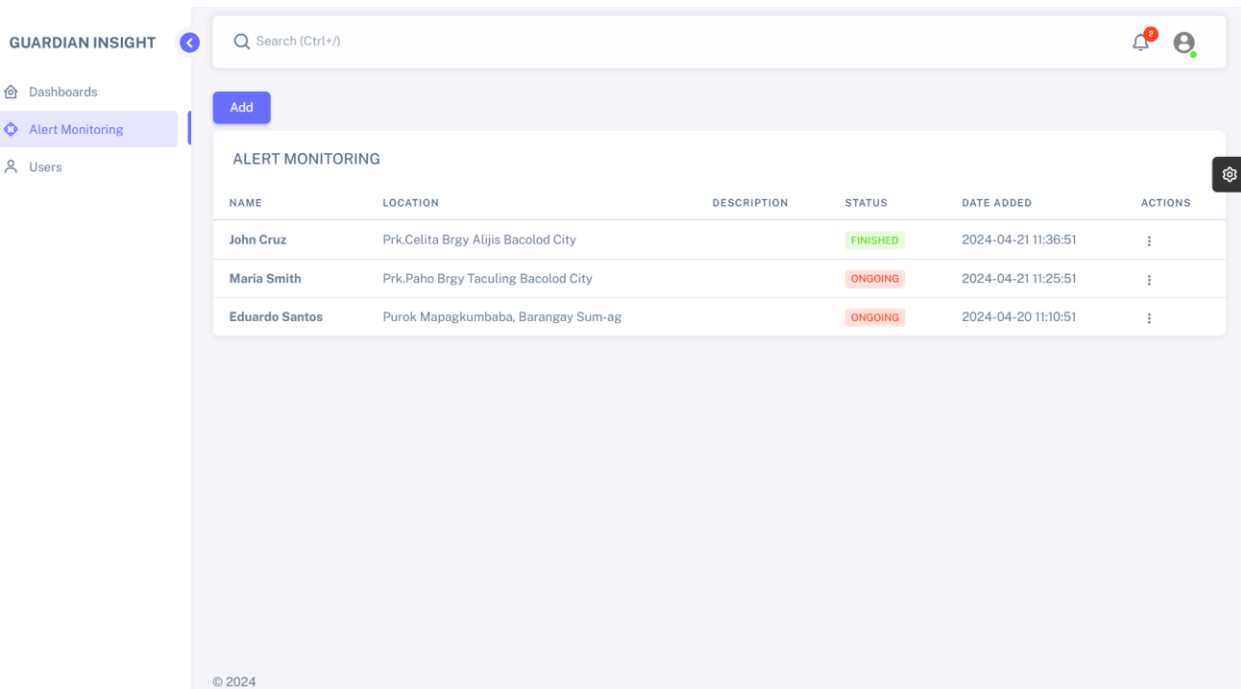 GUARDIAN INSIGHT
Search (Ctrl+/)
2
Dashboards
Alert Monitoring
Users
Add
ALERT MONITORING
NAME LOCATION DESCRIPTION STATUS DATE ADDED ACTIONS
John Cruz Prk.Celita Brgy Alijis Bacolod City FINISHED 2024-04-21 11:36:51
Maria Smith Prk.Paho Brgy Taculing Bacolod City ONGOING 2024-04-21 11:25:51
Eduardo Santos Purok Mapagkumbaba, Barangay Sum-ag ONGOING 2024-04-20 11:10:51
© 2024